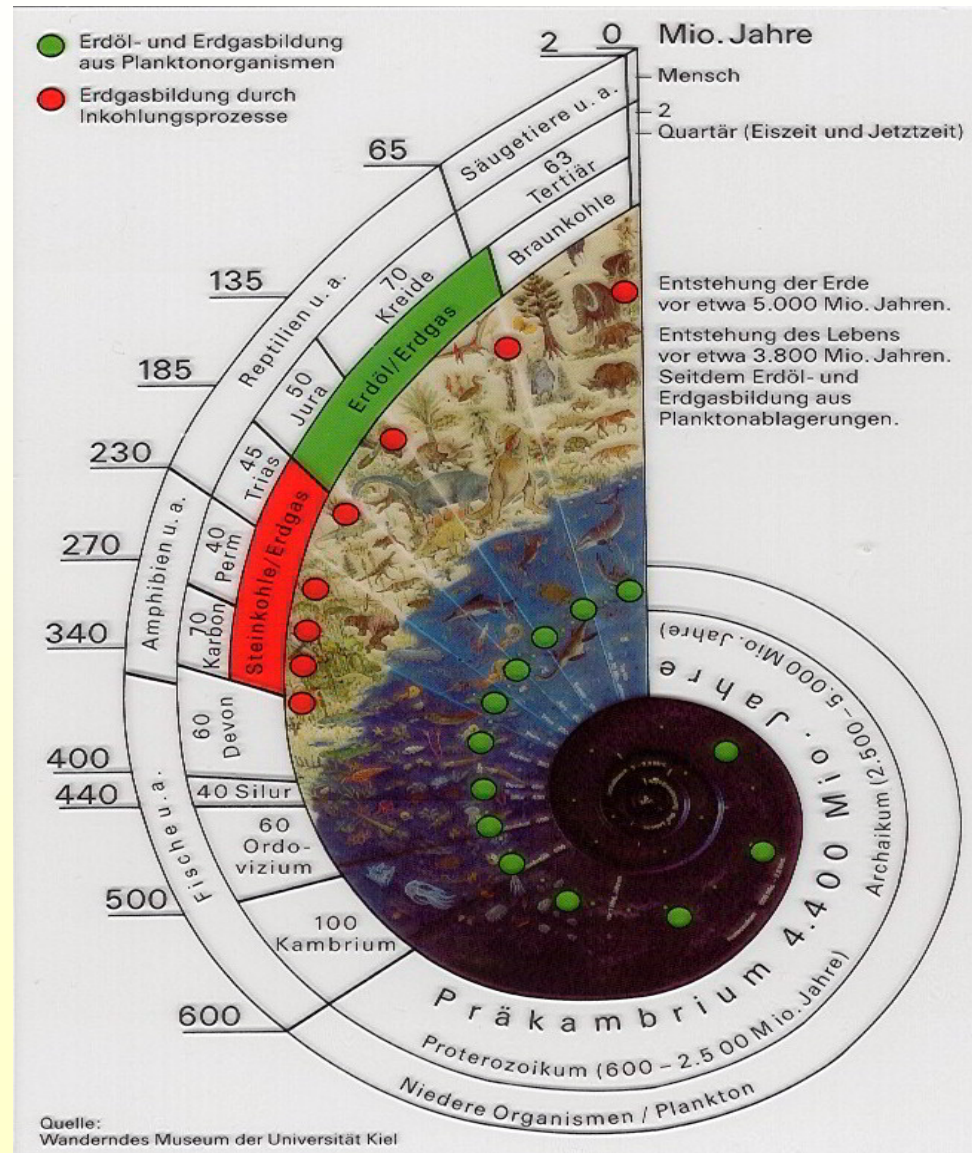 Erdöl- und Erdgasbildung
aus Planktonorganismen
Erdgasbildung durch
Inkohlungsprozesse
2
0
Mio. Jahre
Mensch
2
Quartär (Eiszeit und Jetztzeit)
65
Säugetiere u. a.
63
Tertiär
Braunkohle
135
Reptilien u. a.
70
Kreide
Erdöl/Erdgas
Entstehung der Erde
vor etwa 5.000 Mio. Jahren.
Entstehung des Lebens
vor etwa 3.800 Mio. Jahren.
Seitdem Erdöl- und
Erdgasbildung aus
Planktonablagerungen.
185
50
Jura
230
45
Trias
Steinkohle/Erdgas
270
Amphibien u. a.
40
Perm
340
70
Karbon
60
Devon
400
440
Fische u. a.
40 Silur
60
Ordo-
vizium
500
100
Kambrium
600
Präkambrium 4.400 Mio. Jahre
Archaikum (2.500 – 5.000 Mio. Jahre)
Proterozoikum (600 – 2.500 Mio. Jahre)
Niedere Organismen / Plankton
Quelle:
Wanderndes Museum der Universität Kiel